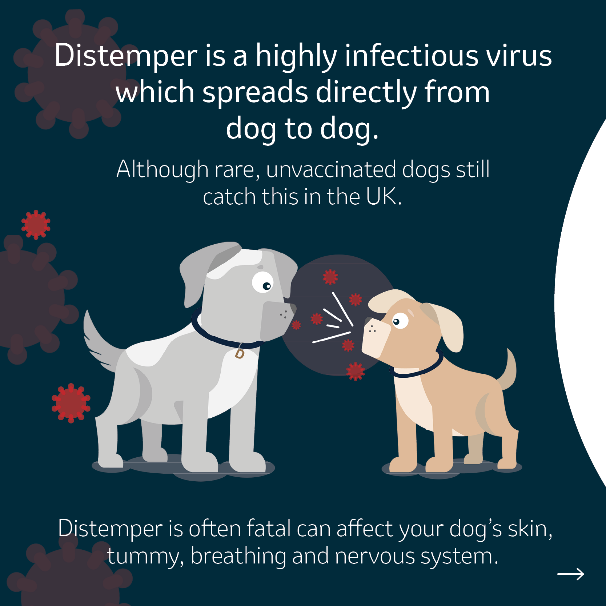 Distemper is a highly infectious virus
which spreads directly from
dog to dog.
Although rare, unvaccinated dogs still
catch this in the UK.
D
Distemper is often fatal can affect your dog's skin,
tummy, breathing and nervous system.